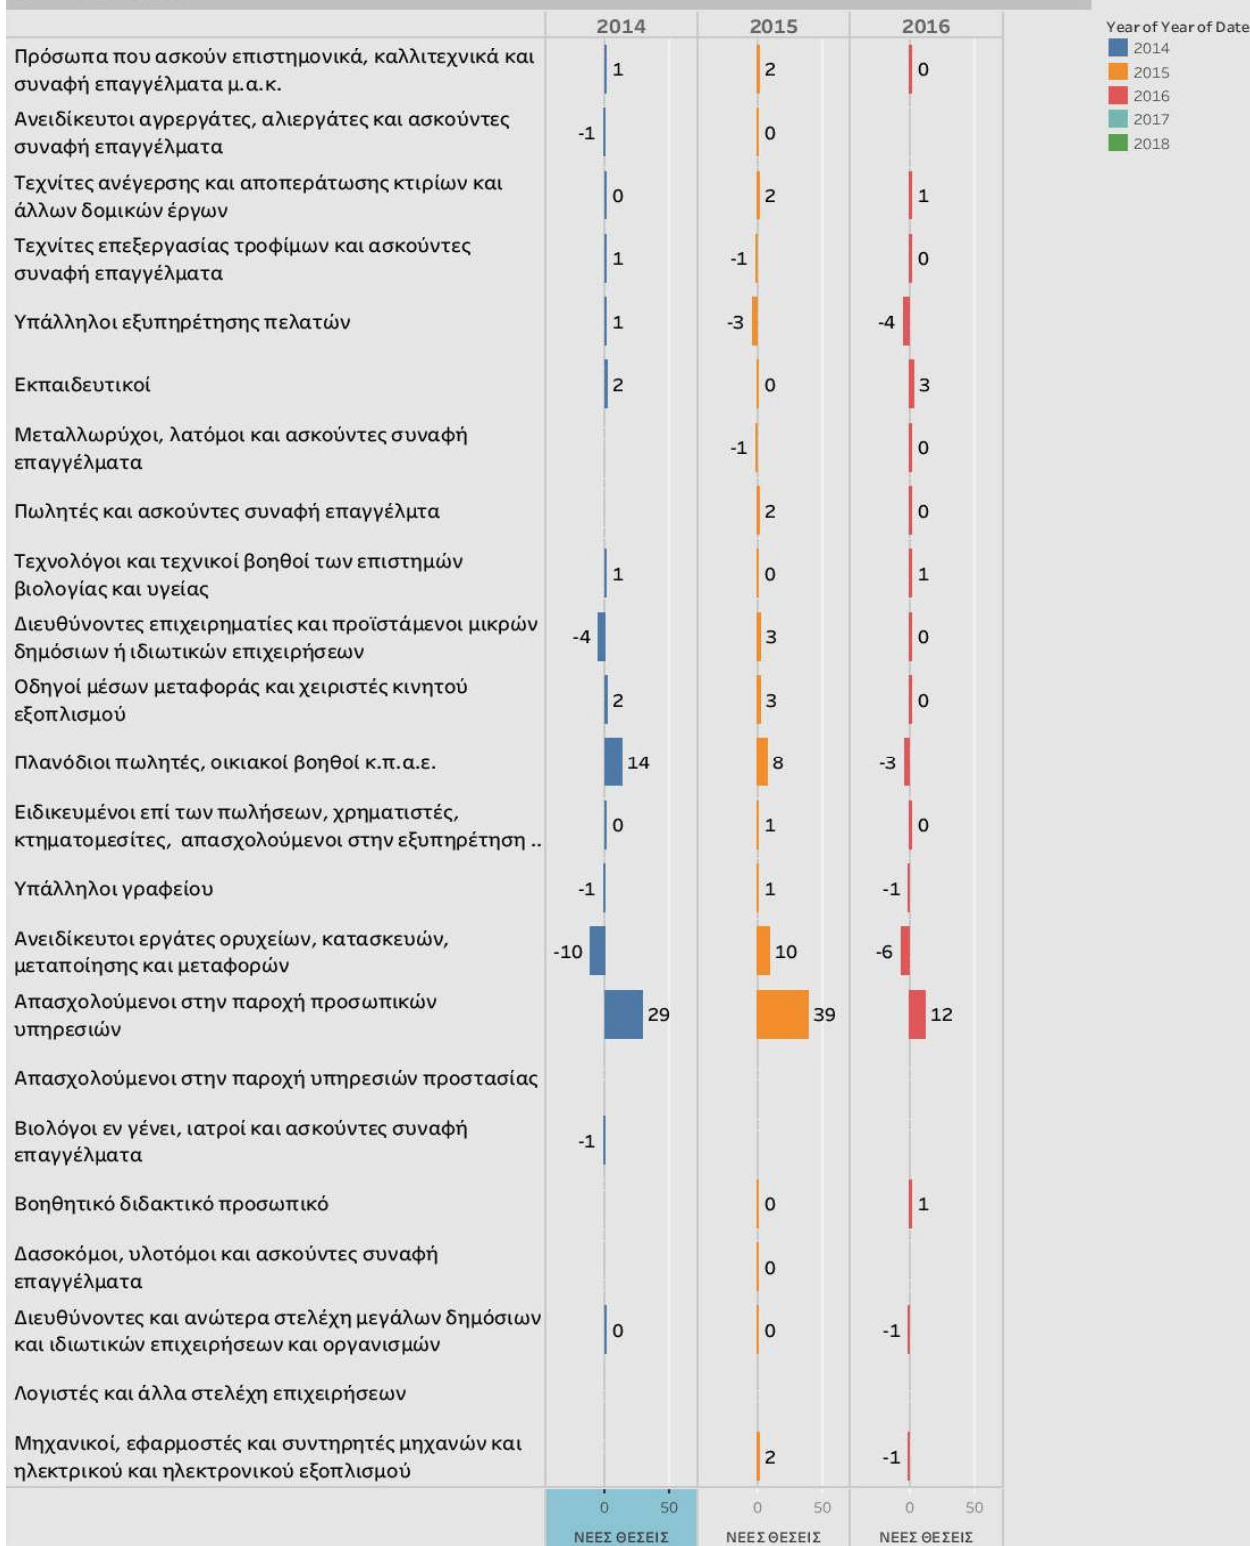 2014 2015 2016
Year of Year of Date
2014
2015
2016
2017
2018
Πρόσωπα που ασκούν επιστημονικά, καλλιτεχνικά και
συναφή επαγγέλματα μ.α.κ.
1 2 0
Ανειδίκευτοι αγρεργάτες, αλιεργάτες και ασκούντες
συναφή επαγγέλματα
-1 0
Τεχνίτες ανέγερσης και αποπεράτωσης κτιρίων και
άλλων δομικών έργων
0 2 1
Τεχνίτες επεξεργασίας τροφίμων και ασκούντες
συναφή επαγγέλματα
1 -1 0
Υπάλληλοι εξυπηρέτησης πελατών
1 -3 -4
Εκπαιδευτικοί
2 0 3
Μεταλλωρύχοι, λατόμοι και ασκούντες συναφή
επαγγέλματα
-1 0
Πωλητές και ασκούντες συναφή επαγγέλμτα
2 0
Τεχνολόγοι και τεχνικοί βοηθοί των επιστημών
βιολογίας και υγείας
1 0 1
Διευθύνοντες επιχειρηματίες και προϊστάμενοι μικρών
δημόσιων ή ιδιωτικών επιχειρήσεων
-4 3 0
Οδηγοί μέσων μεταφοράς και χειριστές κινητού
εξοπλισμού
2 3 0
Πλανόδιοι πωλητές, οικιακοί βοηθοί κ.π.α.ε.
14 8 -3
Ειδικευμένοι επί των πωλήσεων, χρηματιστές,
κτηματομεσίτες, απασχολούμενοι στην εξυπηρέτηση ..
0 1 0
Υπάλληλοι γραφείου
-1 1 -1
Ανειδίκευτοι εργάτες ορυχείων, κατασκευών,
μεταποίησης και μεταφορών
-10 10 -6
Απασχολούμενοι στην παροχή προσωπικών
υπηρεσιών
29 39 12
Απασχολούμενοι στην παροχή υπηρεσιών προστασίας
Βιολόγοι εν γένει, ιατροί και ασκούντες συναφή
επαγγέλματα
-1
Βοηθητικό διδακτικό προσωπικό
0 1
Δασοκόμοι, υλοτόμοι και ασκούντες συναφή
επαγγέλματα
0
Διευθύνοντες και ανώτερα στελέχη μεγάλων δημόσιων
και ιδιωτικών επιχειρήσεων και οργανισμών
0 0 -1
Λογιστές και άλλα στελέχη επιχειρήσεων
Μηχανικοί, εφαρμοστές και συντηρητές μηχανών και
ηλεκτρικού και ηλεκτρονικού εξοπλισμού
2 -1
0 50 0 50 0 50
ΝΕΕΣ ΘΕΣΕΙΣ ΝΕΕΣ ΘΕΣΕΙΣ ΝΕΕΣ ΘΕΣΕΙΣ